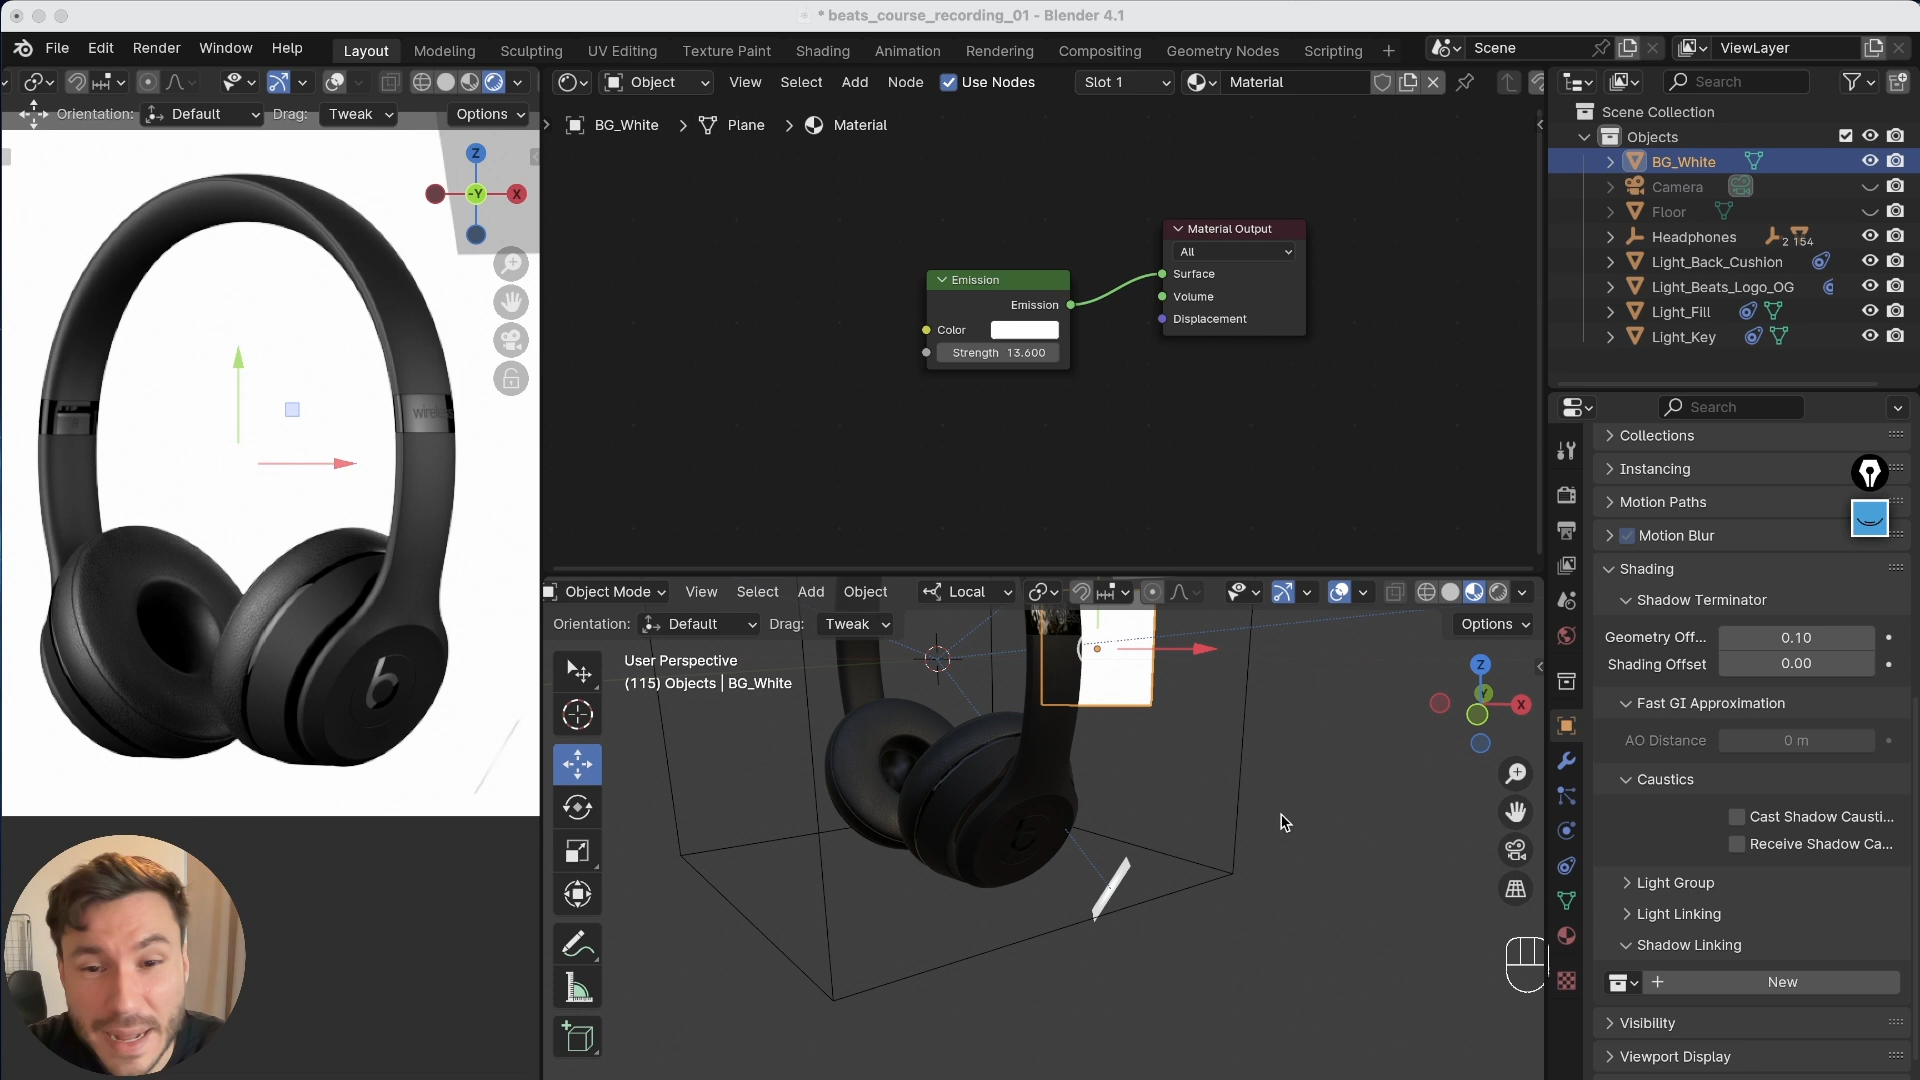 * beats_course_recording_01 - Blender 4.1
File Edit Render Window Help
Layout Modeling Sculpting UV Editing Texture Paint Shading Animation Rendering Compositing Geometry Nodes Scripting
Scene
ViewLayer
Object View Select Add Node Use Nodes Slot 1 Material
Search
Orientation: Default Drag: Tweak Options
BG_White > Plane > Material
Z
-Y X
wireless
b
Emission
Emission
Color
Strength 13.600
Material Output
All
Surface
Volume
Displacement
Object Mode View Select Add Object Local
Orientation: Default Drag: Tweak Options
User Perspective
(115) Objects | BG_White
Z
Y
X
Scene Collection
Objects
BG_White
Camera
Floor
Headphones 2 154
Light_Back_Cushion
Light_Beats_Logo_OG
Light_Fill
Light_Key
Search
Collections
Instancing
Motion Paths
Motion Blur
Shading
Shadow Terminator
Geometry Off... 0.10
Shading Offset 0.00
Fast GI Approximation
AO Distance 0 m
Caustics
Cast Shadow Causti...
Receive Shadow Ca...
Light Group
Light Linking
Shadow Linking
New
Visibility
Viewport Display